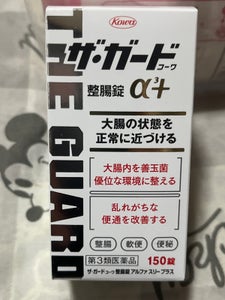 Kowa
THE GUARD
ザ・ガード
コーワ
整腸錠 α³+
大腸の状態を
正常に近づける
大腸内を善玉菌
優位な環境に整える
乱れがちな
便通を改善する
整腸 軟便 便秘
第3類医薬品 150錠
ザ・ガードコーワ整腸錠アルファスリープラス